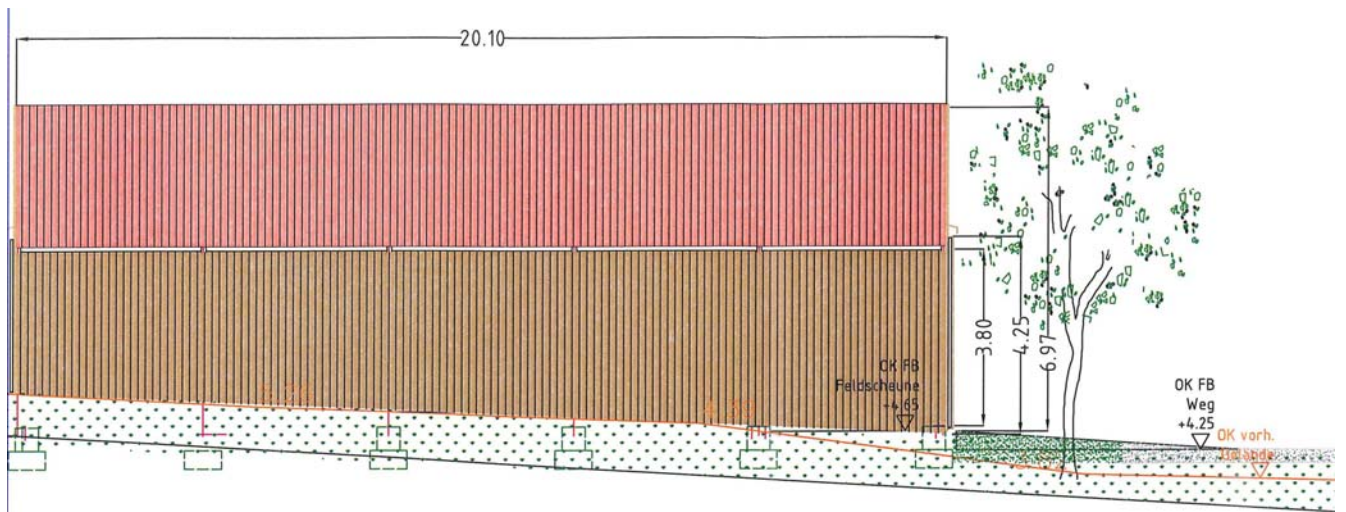 20.10
3.80
4.25
6.97
OK FB
Feldscheune
+4.65
OK FB
Weg
+4.25
OK vorh.
Gelände